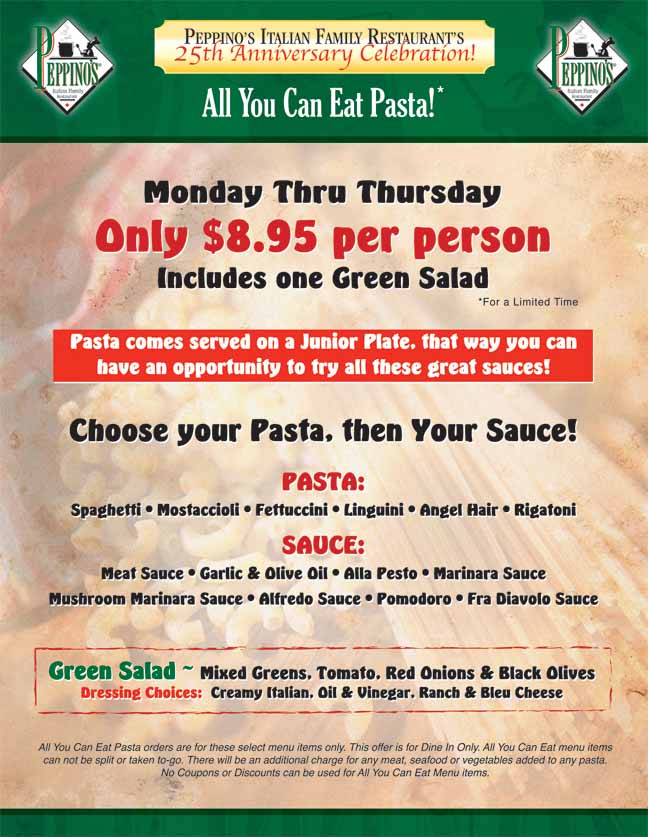 PEPPINO'S
Italian Family
Restaurant
PEPPINO'S ITALIAN FAMILY RESTAURANT'S
25th Anniversary Celebration!
PEPPINO'S
Italian Family
Restaurant
All You Can Eat Pasta!*
Monday Thru Thursday
Only $8.95 per person
Includes one Green Salad
*For a Limited Time
Pasta comes served on a Junior Plate, that way you can
have an opportunity to try all these great sauces!
Choose your Pasta, then Your Sauce!
PASTA:
Spaghetti • Mostaccioli • Fettuccini • Linguini • Angel Hair • Rigatoni
SAUCE:
Meat Sauce • Garlic & Olive Oil • Alla Pesto • Marinara Sauce
Mushroom Marinara Sauce • Alfredo Sauce • Pomodoro • Fra Diavolo Sauce
Green Salad ~ Mixed Greens, Tomato, Red Onions & Black Olives
Dressing Choices: Creamy Italian, Oil & Vinegar, Ranch & Bleu Cheese
All You Can Eat Pasta orders are for these select menu items only. This offer is for Dine In Only. All You Can Eat menu items
can not be split or taken to-go. There will be an additional charge for any meat, seafood or vegetables added to any pasta.
No Coupons or Discounts can be used for All You Can Eat Menu items.